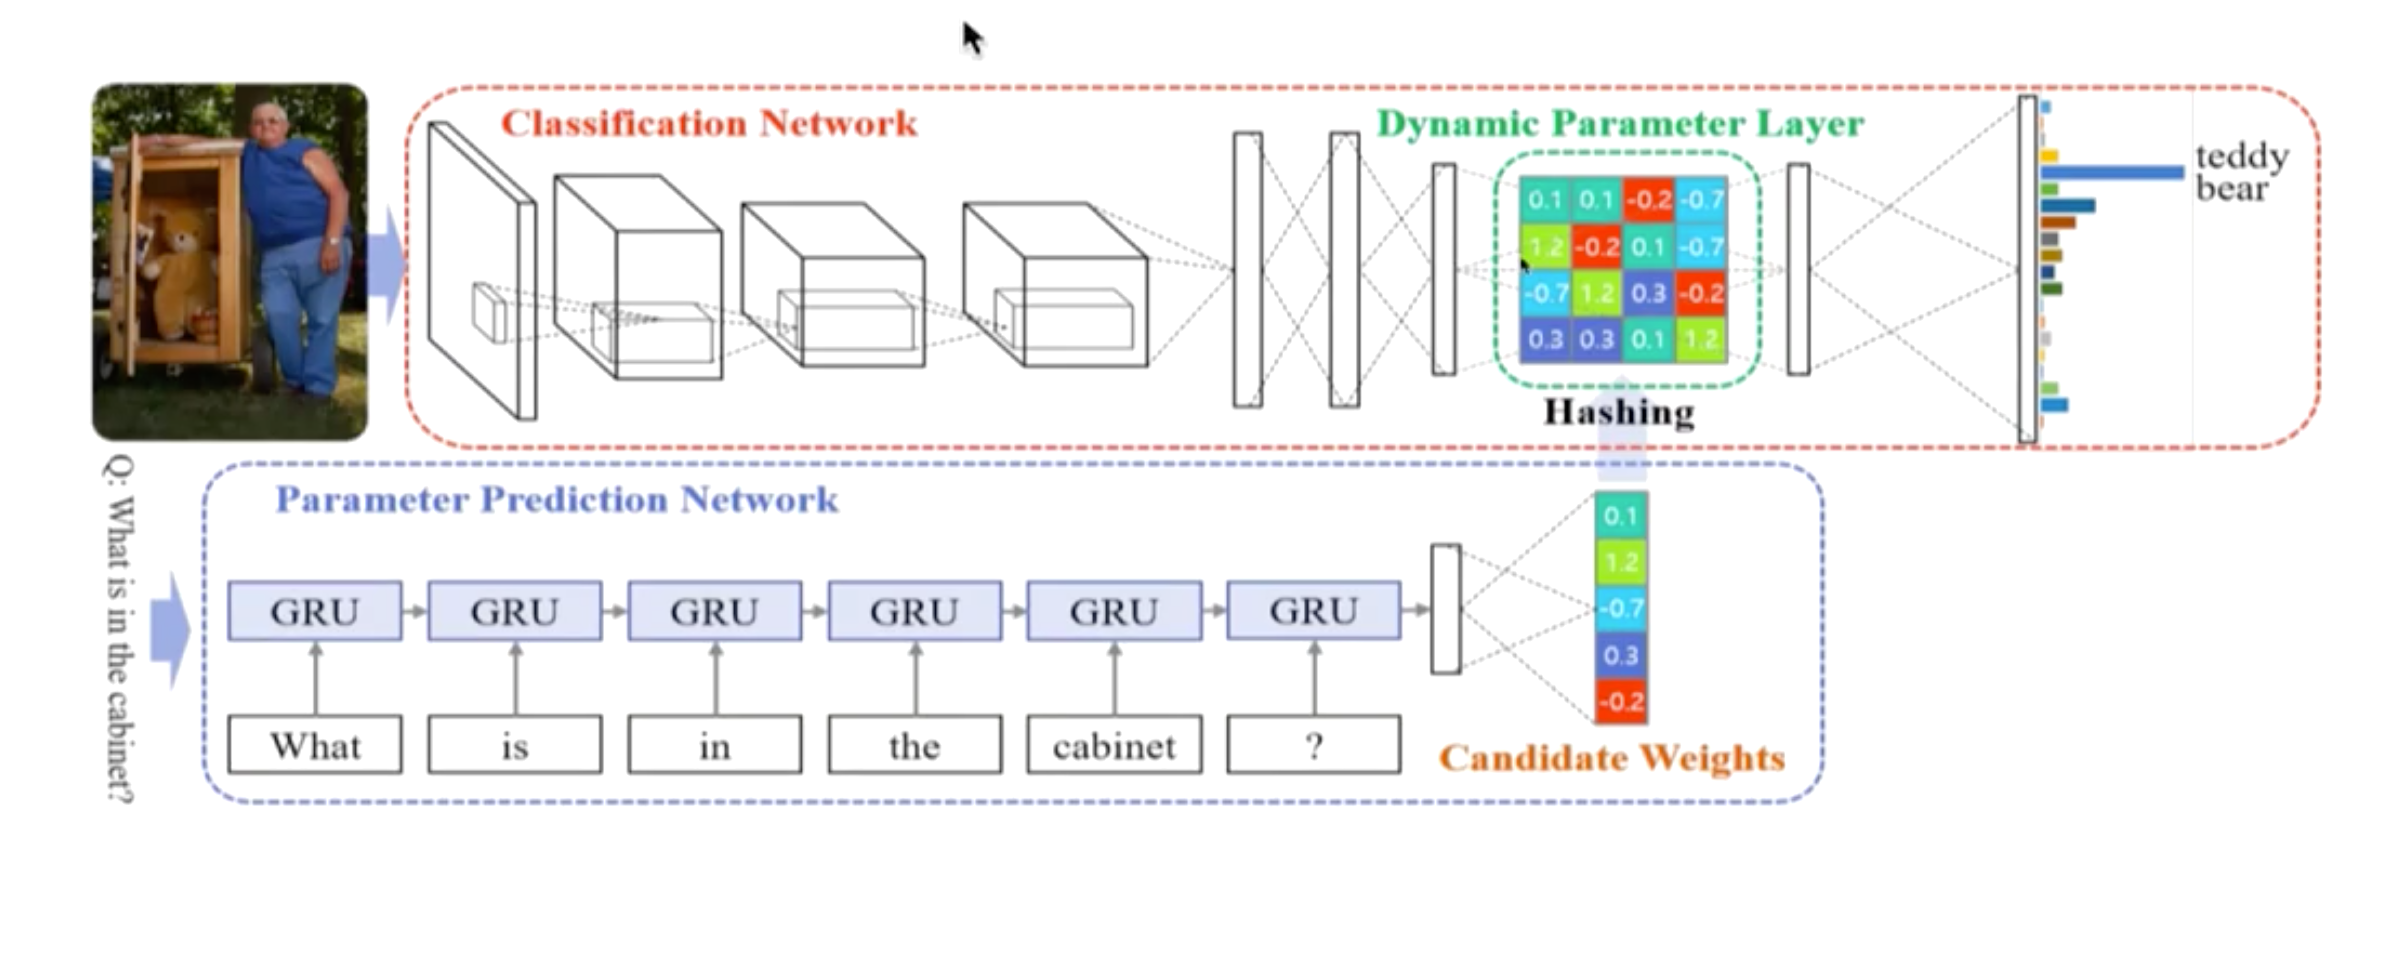 Classification Network
Dynamic Parameter Layer
0.1 0.1 -0.2 -0.7
1.2 -0.2 0.1 -0.7
-0.7 1.2 0.3 -0.2
0.3 0.3 0.1 1.2
Hashing
teddy
bear
Q: What is in the cabinet?
Parameter Prediction Network
GRU GRU GRU GRU GRU GRU
What is in the cabinet ?
0.1
1.2
-0.7
0.3
-0.2
Candidate Weights